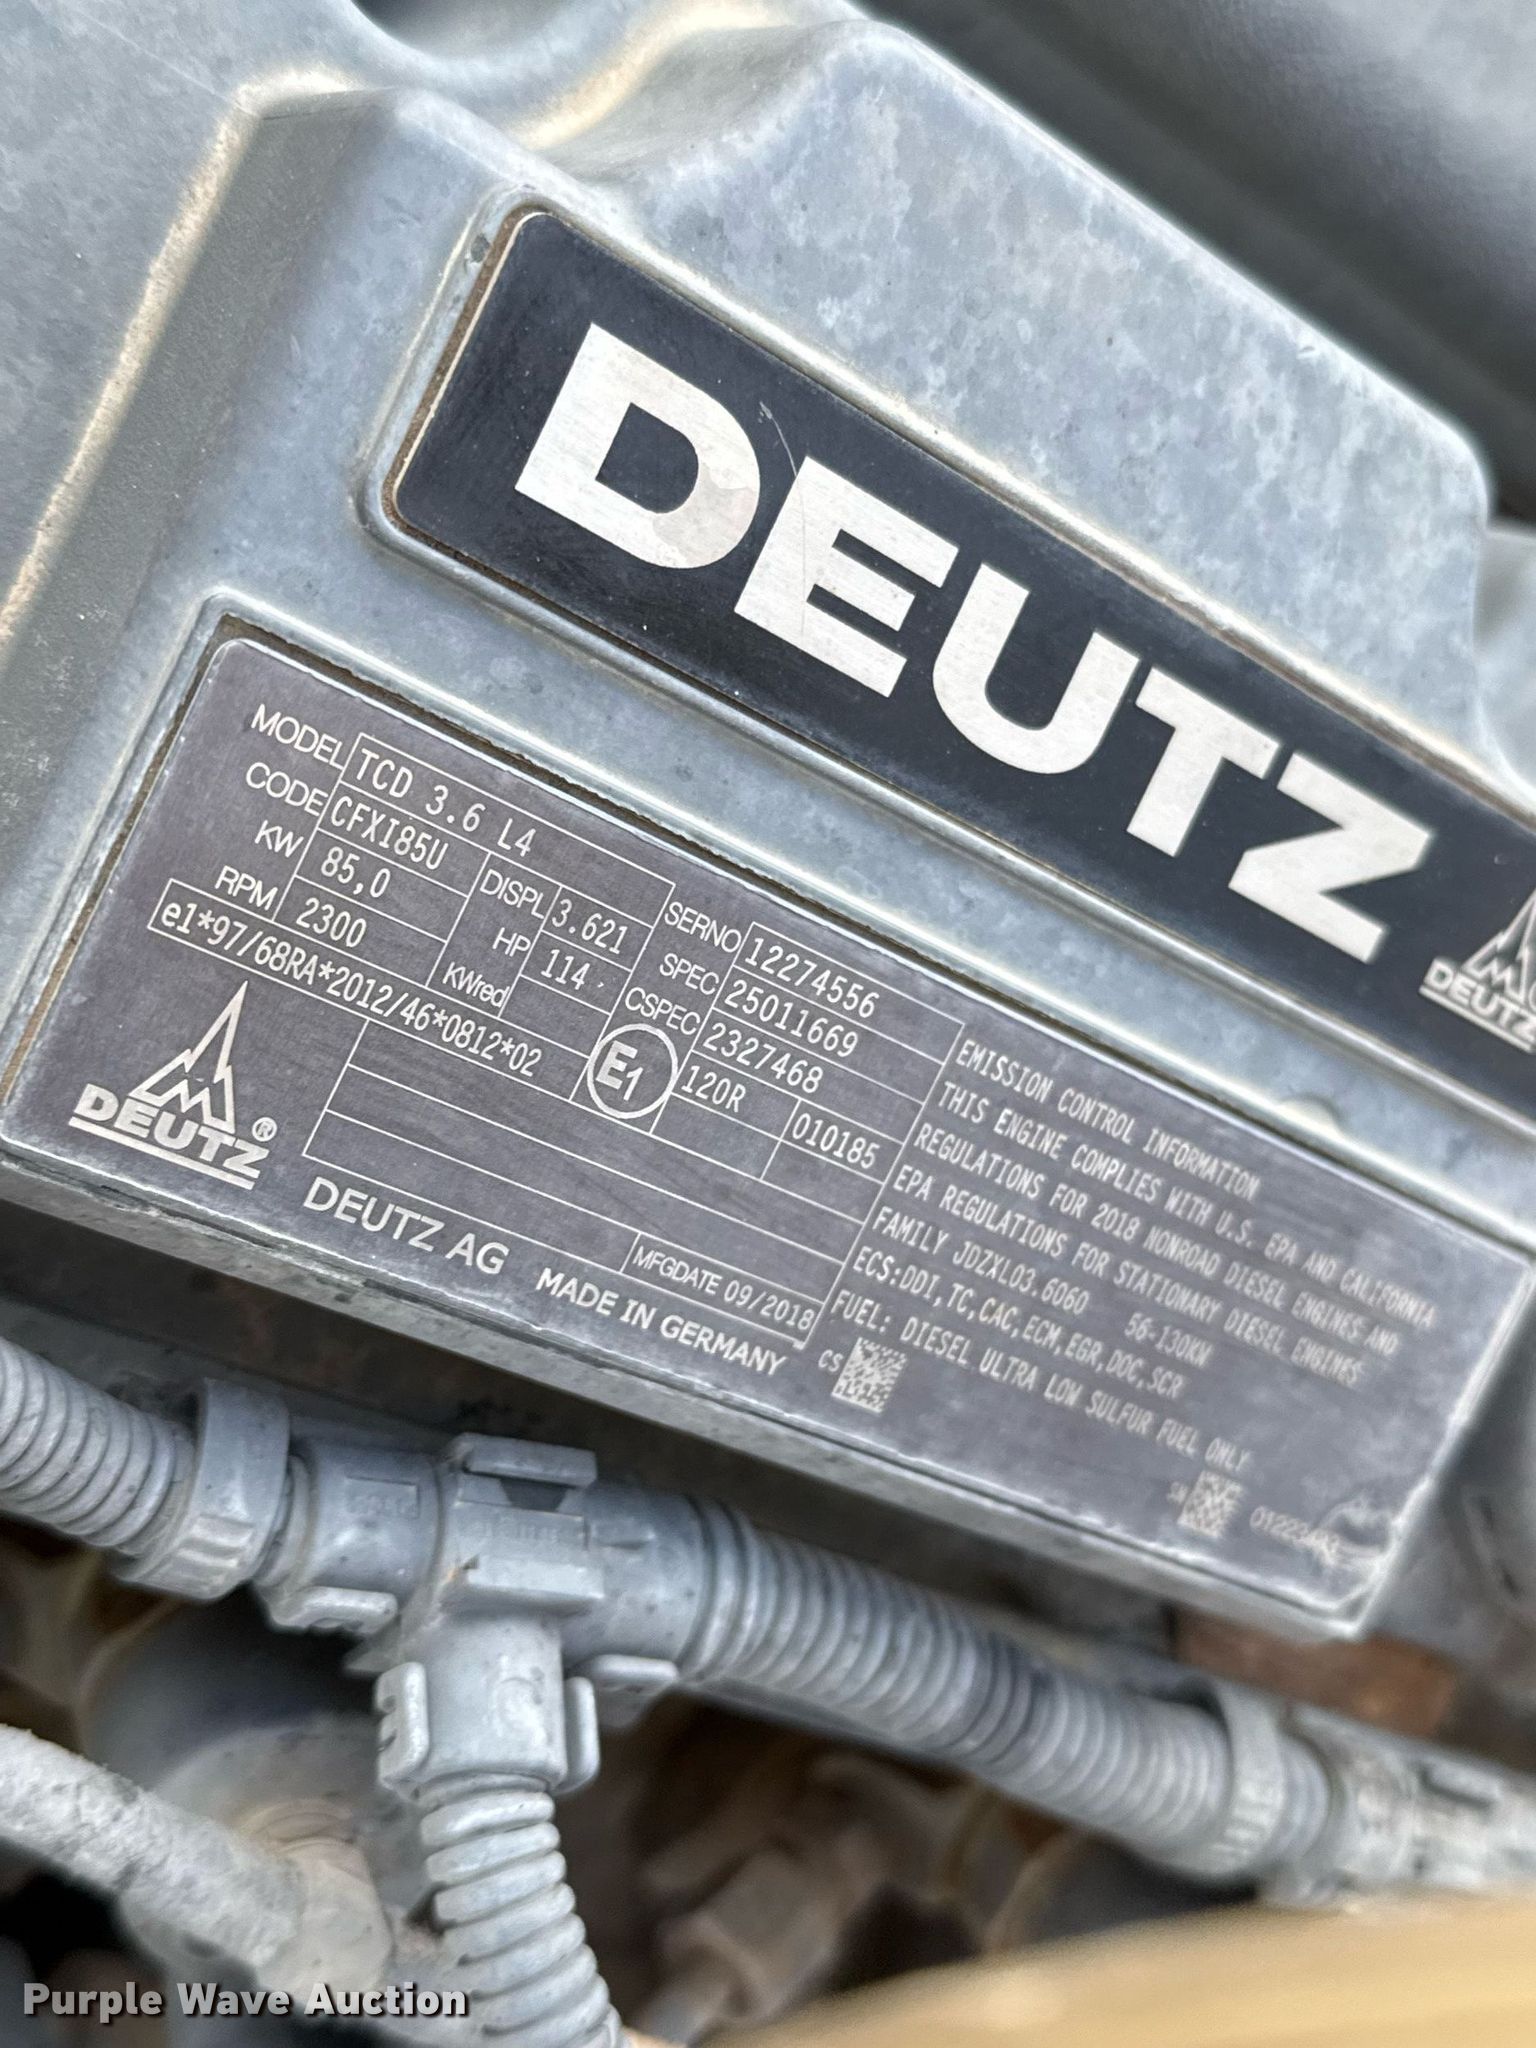 DEUTZ
DEUTZ
MODEL TCD 3.6 L4
CODE CFXI85U DISPL 3.621
KW 85,0 HP 114
RPM 2300 KWred
e1*97/68RA*2012/46*0812*02 E1
SERNO 12274556
SPEC 25011669
CSPEC 2327468
120R 010185
DEUTZ®
DEUTZ AG
MFGDATE 09/2018
MADE IN GERMANY
EMISSION CONTROL INFORMATION
THIS ENGINE COMPLIES WITH U.S. EPA AND CALIFORNIA
REGULATIONS FOR 2018 NONROAD DIESEL ENGINES AND
EPA REGULATIONS FOR STATIONARY DIESEL ENGINES
FAMILY JDZXL03.6060 56-130KW
ECS:DDI,TC,CAC,ECM,EGR,DOC,SCR
FUEL: DIESEL ULTRA LOW SULFUR FUEL ONLY
CS
SN
Purple Wave Auction